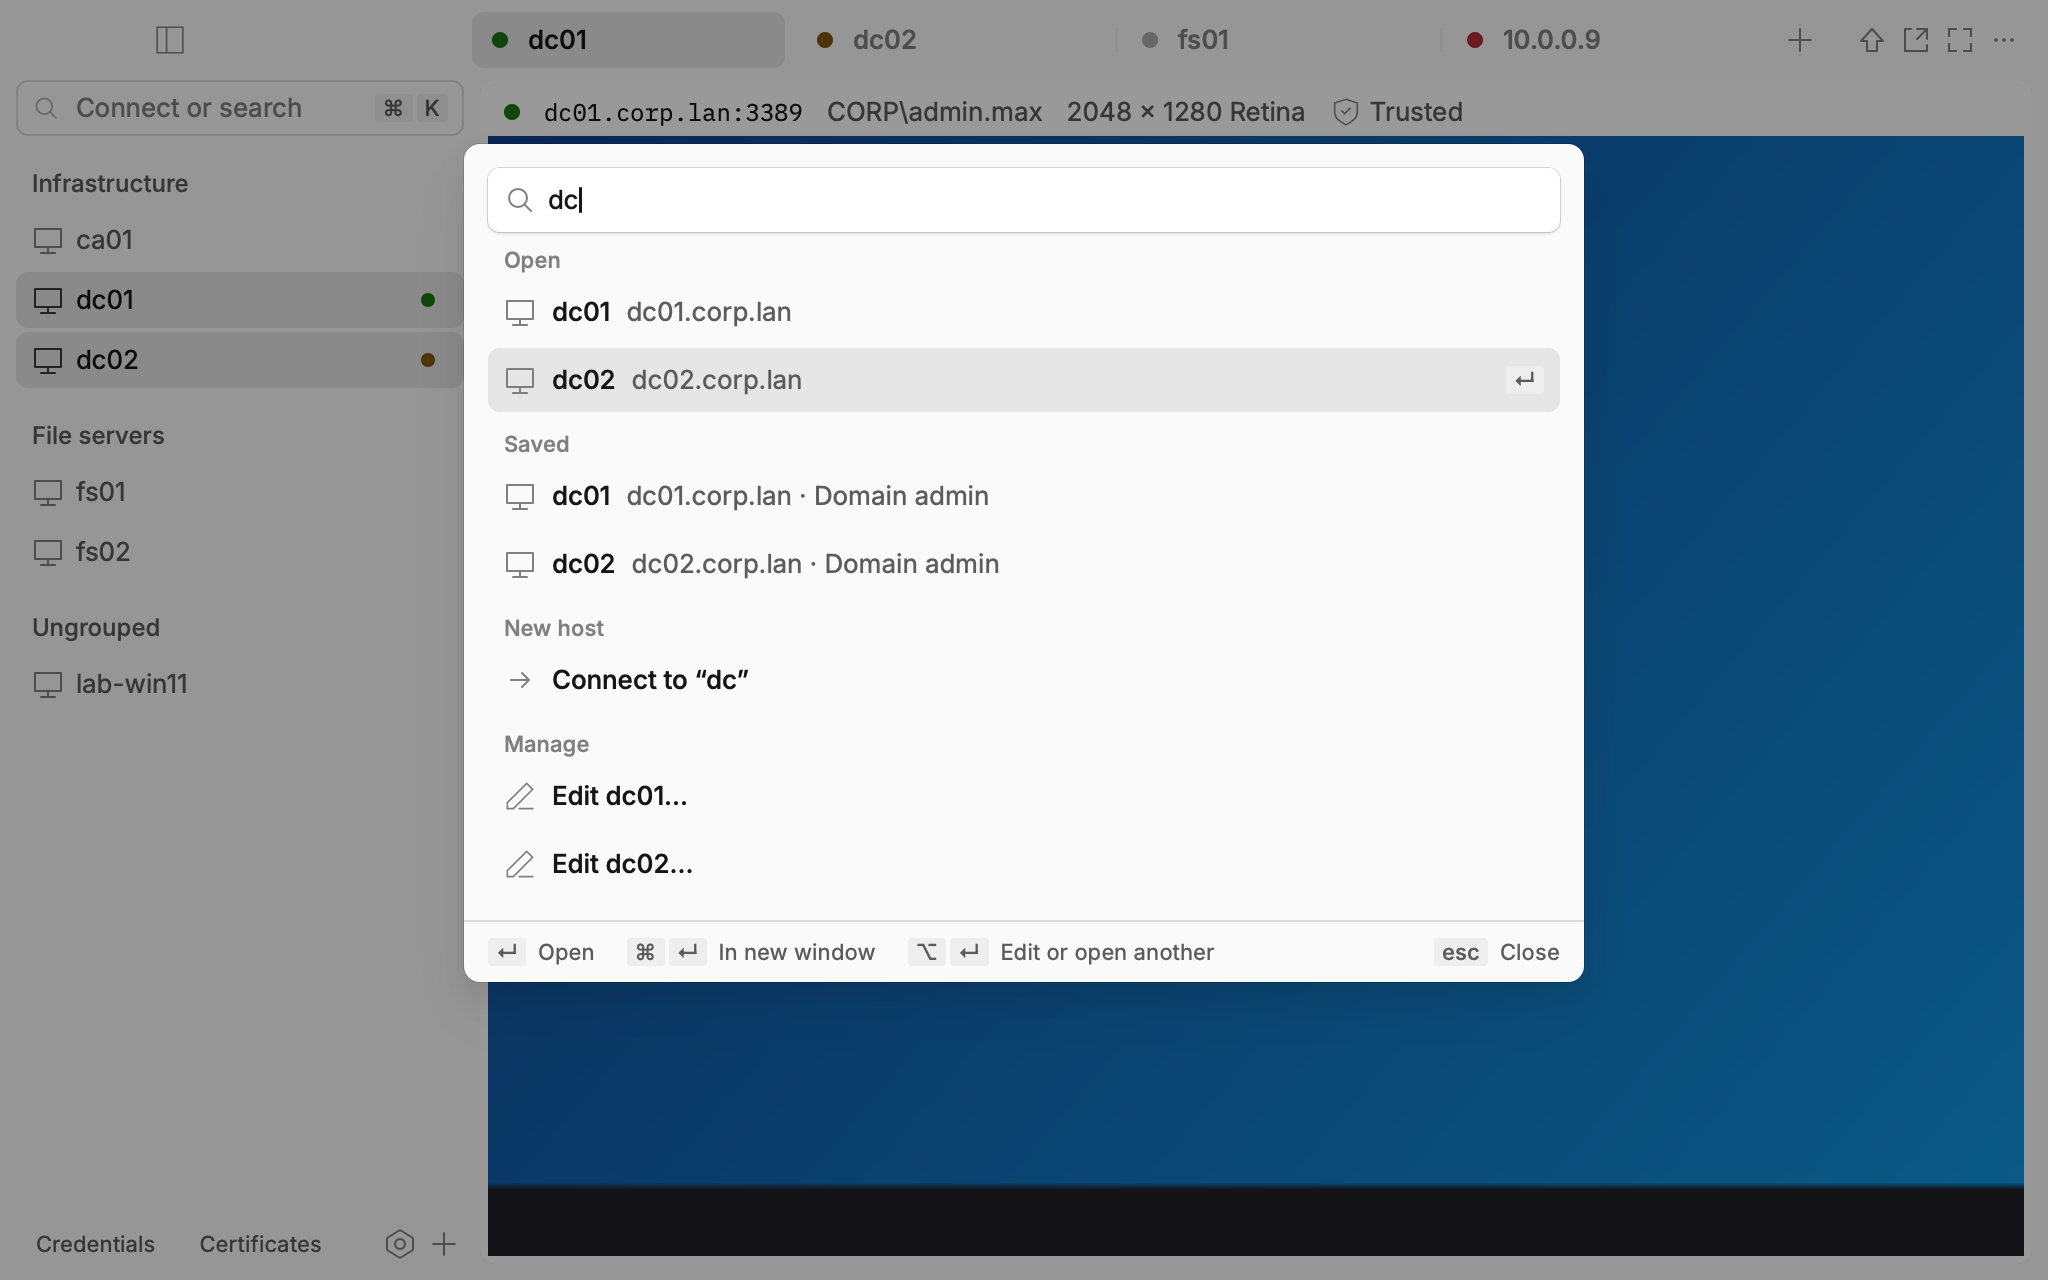 dc01
dc02
fs01
10.0.0.9
Connect or search ⌘ K
dc01.corp.lan:3389 CORP\admin.max 2048 × 1280 Retina Trusted
Infrastructure
ca01
dc01
dc02
File servers
fs01
fs02
Ungrouped
lab-win11
Credentials
Certificates
dc
Open
dc01 dc01.corp.lan
dc02 dc02.corp.lan ↵
Saved
dc01 dc01.corp.lan · Domain admin
dc02 dc02.corp.lan · Domain admin
New host
→ Connect to “dc”
Manage
Edit dc01...
Edit dc02...
↵ Open ⌘ ↵ In new window ⌥ ↵ Edit or open another esc Close